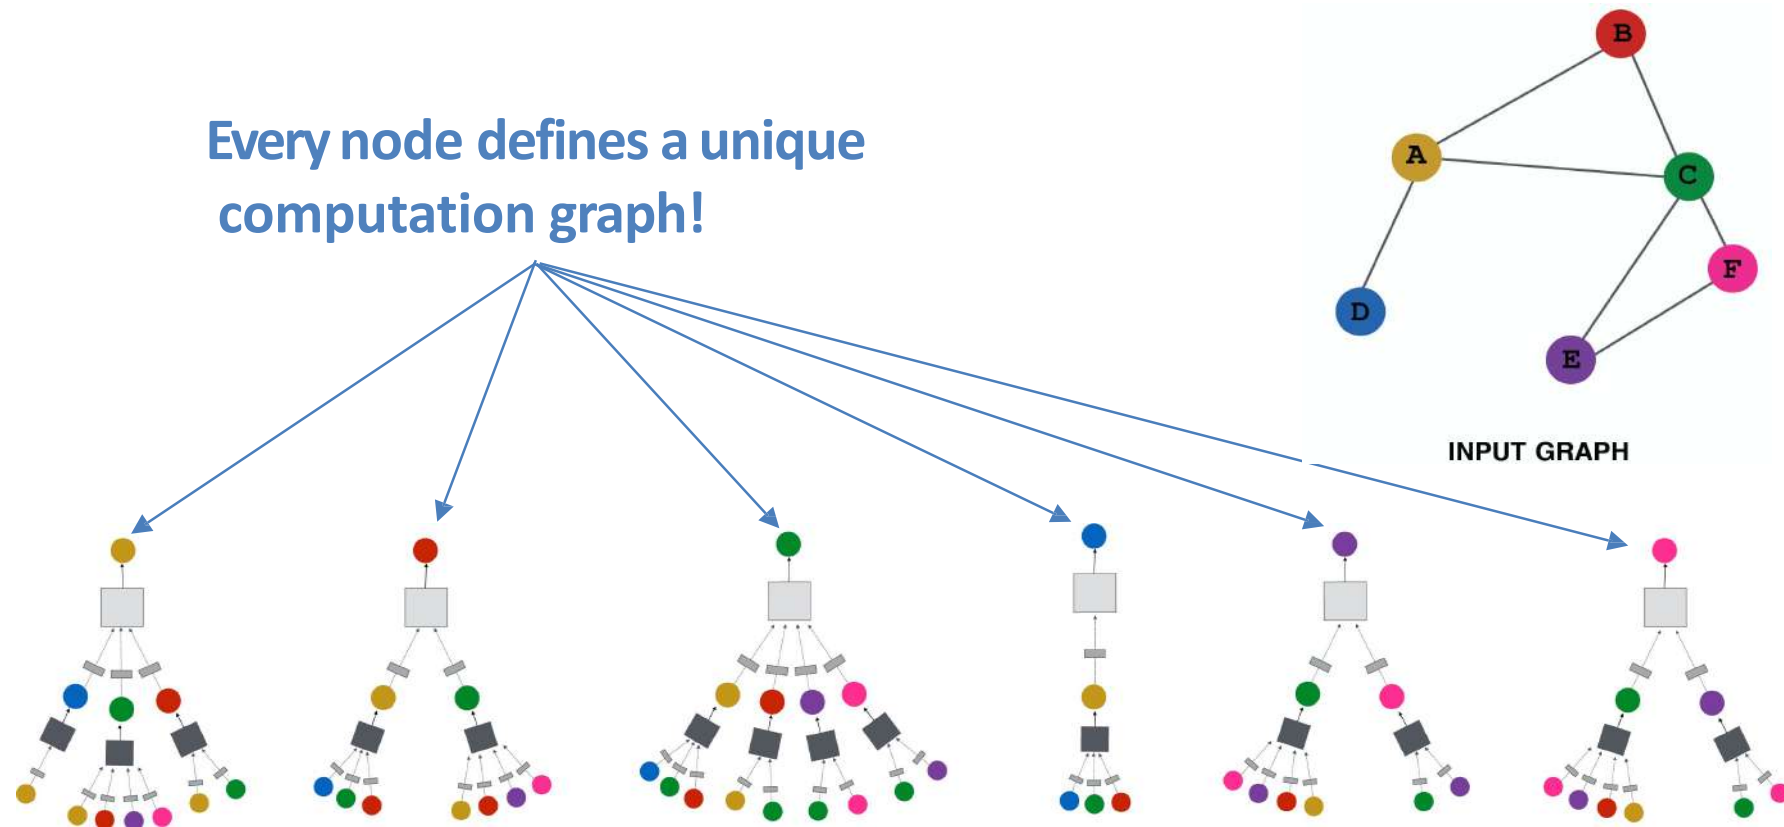 Every node defines a unique
computation graph!
B
A
C
F
D
E
INPUT GRAPH